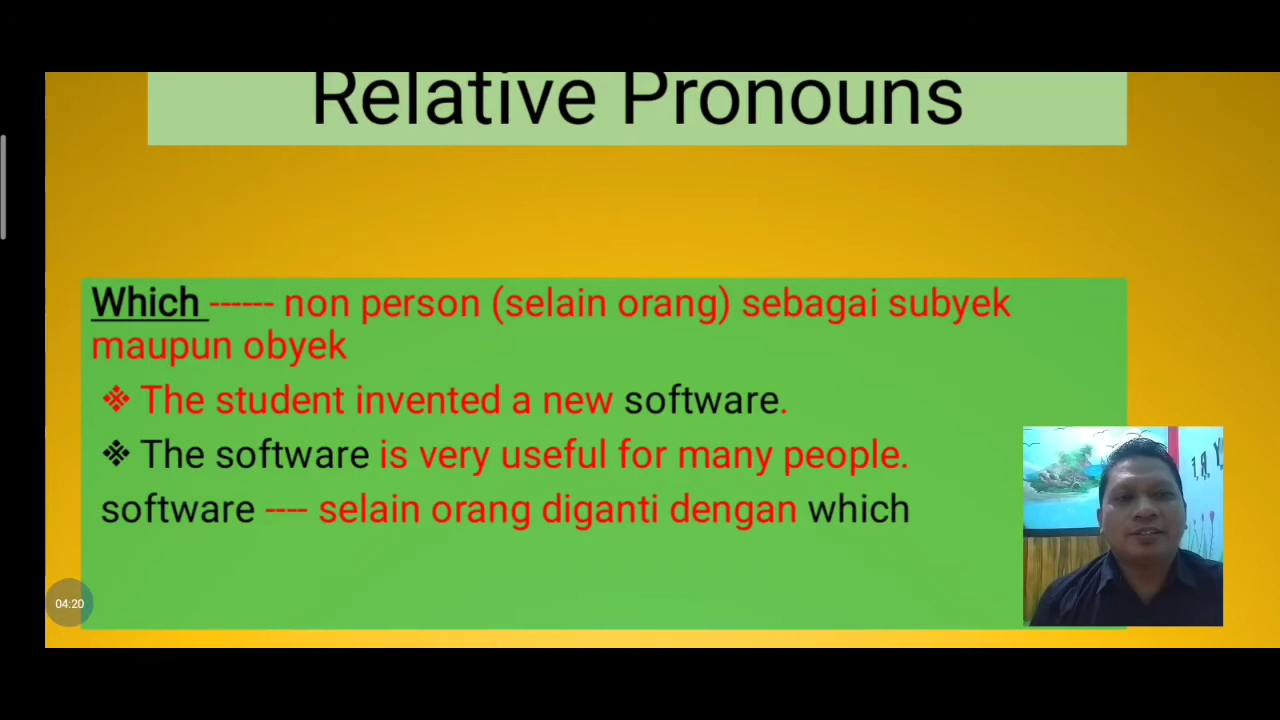 Relative Pronouns
Which ------ non person (selain orang) sebagai subyek
maupun obyek
❖ The student invented a new software.
❖ The software is very useful for many people.
software ---- selain orang diganti dengan which
04:20